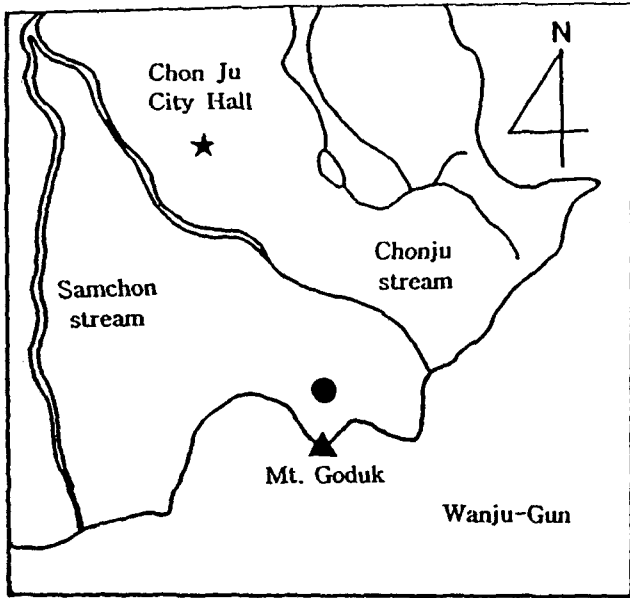 N
Chon Ju
City Hall
Chonju
stream
Samchon
stream
Mt. Goduk
Wanju-Gun